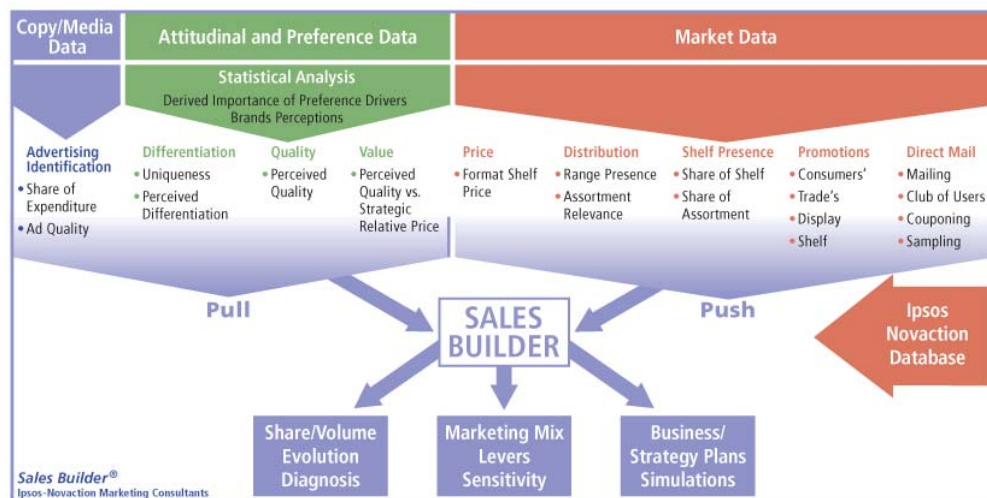 Copy/Media
Data
Attitudinal and Preference Data
Market Data
Statistical Analysis
Derived Importance of Preference Drivers
Brands Perceptions
Advertising
Identification
• Share of
Expenditure
• Ad Quality
Differentiation
• Uniqueness
• Perceived
Differentiation
Quality
• Perceived
Quality
Value
• Perceived
Quality vs.
Strategic
Relative Price
Price
• Format Shelf
Price
Distribution
• Range Presence
• Assortment
Relevance
Shelf Presence
• Share of Shelf
• Share of
Assortment
Promotions
• Consumers'
• Trade's
• Display
• Shelf
Direct Mail
• Mailing
• Club of Users
• Couponing
• Sampling
Pull
Push
SALES
BUILDER
Ipsos
Novaction
Database
Share/Volume
Evolution
Diagnosis
Marketing Mix
Levers
Sensitivity
Business/
Strategy Plans
Simulations
Sales Builder®
Ipsos-Novaction Marketing Consultants